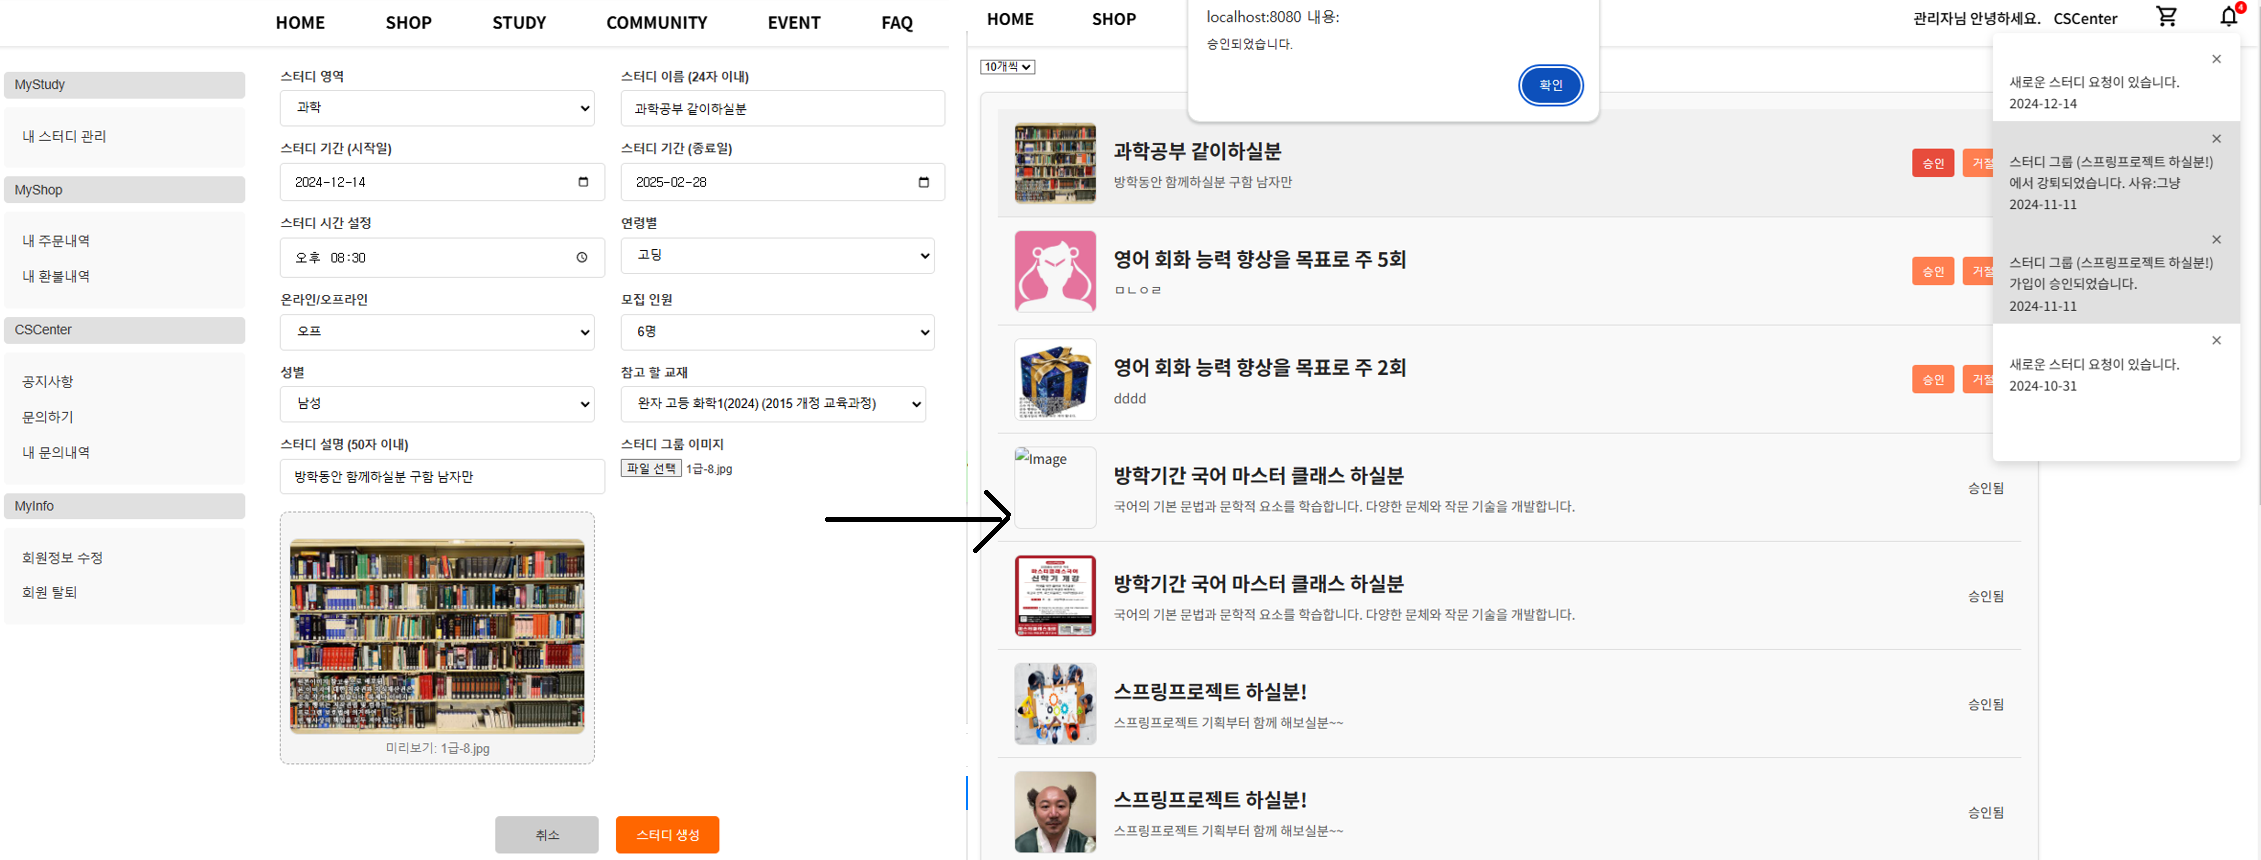 HOME SHOP STUDY COMMUNITY EVENT FAQ
MyStudy
내 스터디 관리
MyShop
내 주문내역
내 환불내역
CSCenter
공지사항
문의하기
내 문의내역
MyInfo
회원정보 수정
회원 탈퇴
스터디 영역
과학
스터디 이름 (24자 이내)
과학공부 같이하실분
스터디 기간 (시작일)
2024-12-14
스터디 기간 (종료일)
2025-02-28
스터디 시간 설정
오후 08:30
연령별
고딩
온라인/오프라인
오프
모집 인원
6명
성별
남성
참고 할 교재
완자 고등 화학1(2024) (2015 개정 교육과정)
스터디 설명 (50자 이내)
방학동안 함께하실분 구함 남자만
스터디 그룹 이미지
파일 선택 1급-8.jpg
미리보기: 1급-8.jpg
취소
스터디 생성
HOME SHOP
관리자님 안녕하세요. CSCenter
4
localhost:8080 내용:
승인되었습니다.
확인
10개씩
과학공부 같이하실분
방학동안 함께하실분 구함 남자만
승인 거절
영어 회화 능력 향상을 목표로 주 5회
ㅁㄴㅇㄹ
승인 거절
영어 회화 능력 향상을 목표로 주 2회
dddd
승인 거절
Image
방학기간 국어 마스터 클래스 하실분
국어의 기본 문법과 문학적 요소를 학습합니다. 다양한 문체와 작문 기술을 개발합니다.
승인됨
신학기 개강
방학기간 국어 마스터 클래스 하실분
국어의 기본 문법과 문학적 요소를 학습합니다. 다양한 문체와 작문 기술을 개발합니다.
승인됨
스프링프로젝트 하실분!
스프링프로젝트 기획부터 함께 해보실분~~
승인됨
스프링프로젝트 하실분!
스프링프로젝트 기획부터 함께 해보실분~~
승인됨
×
새로운 스터디 요청이 있습니다.
2024-12-14
×
스터디 그룹 (스프링프로젝트 하실분!)
에서 강퇴되었습니다. 사유:그냥
2024-11-11
×
스터디 그룹 (스프링프로젝트 하실분!)
가입이 승인되었습니다.
2024-11-11
×
새로운 스터디 요청이 있습니다.
2024-10-31